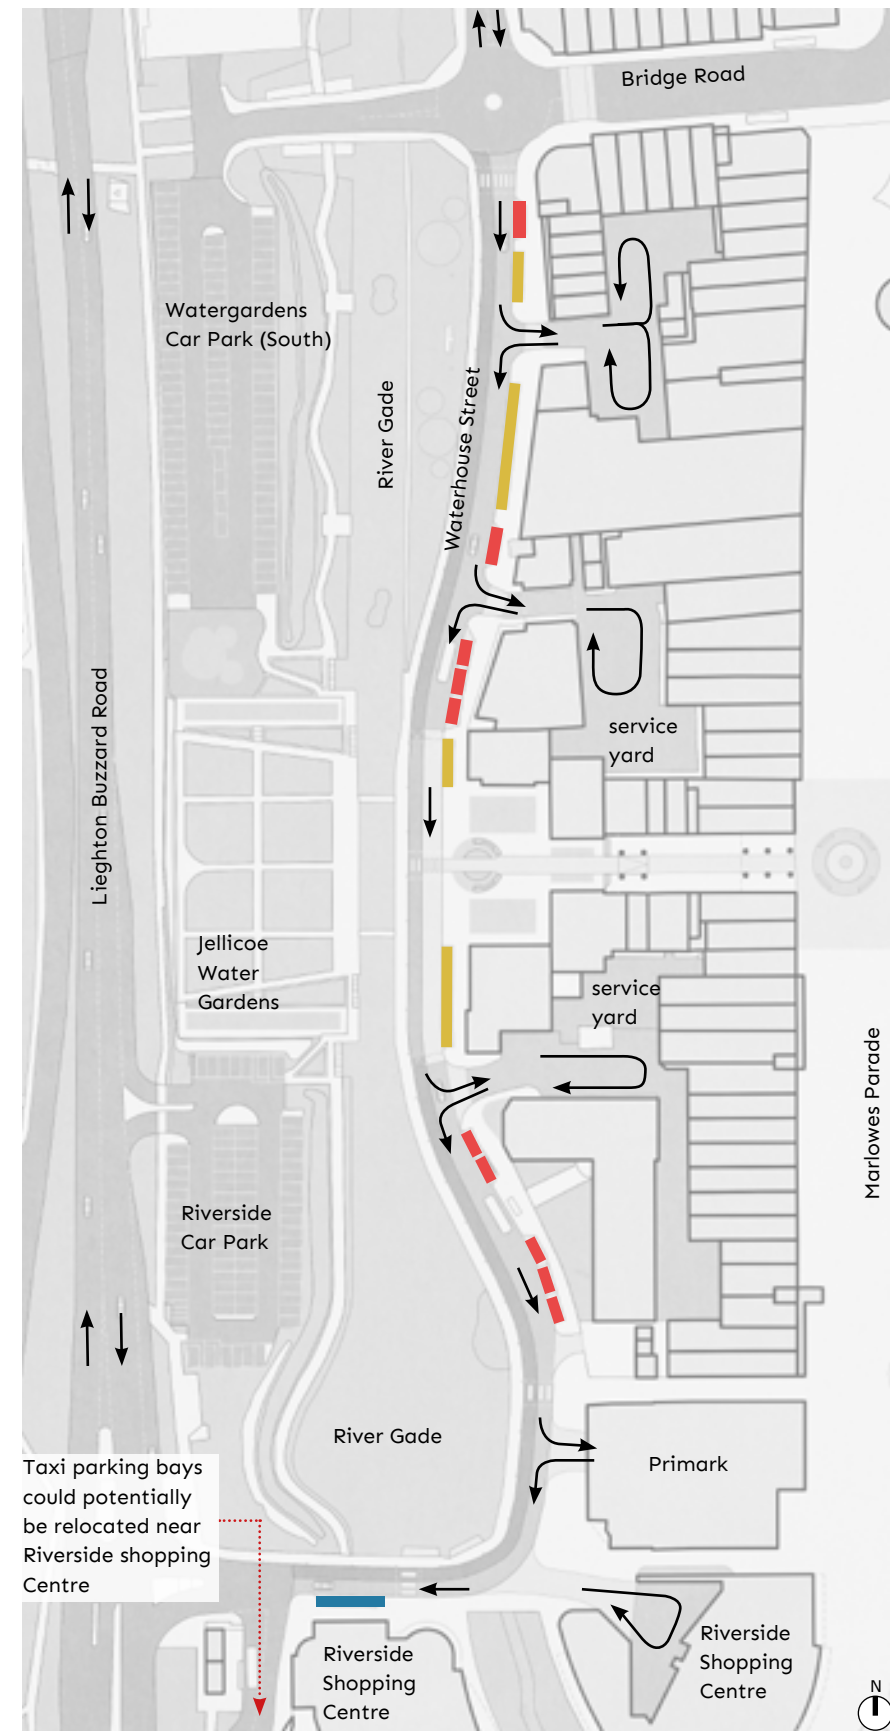 Bridge Road
Watergardens
Car Park (South)
River Gade
Waterhouse Street
Lieghton Buzzard Road
service
yard
Jellicoe
Water
Gardens
service
yard
Marlowes Parade
Riverside
Car Park
River Gade
Primark
Taxi parking bays
could potentially
be relocated near
Riverside shopping
Centre
Riverside
Shopping
Centre
Riverside
Shopping
Centre
N